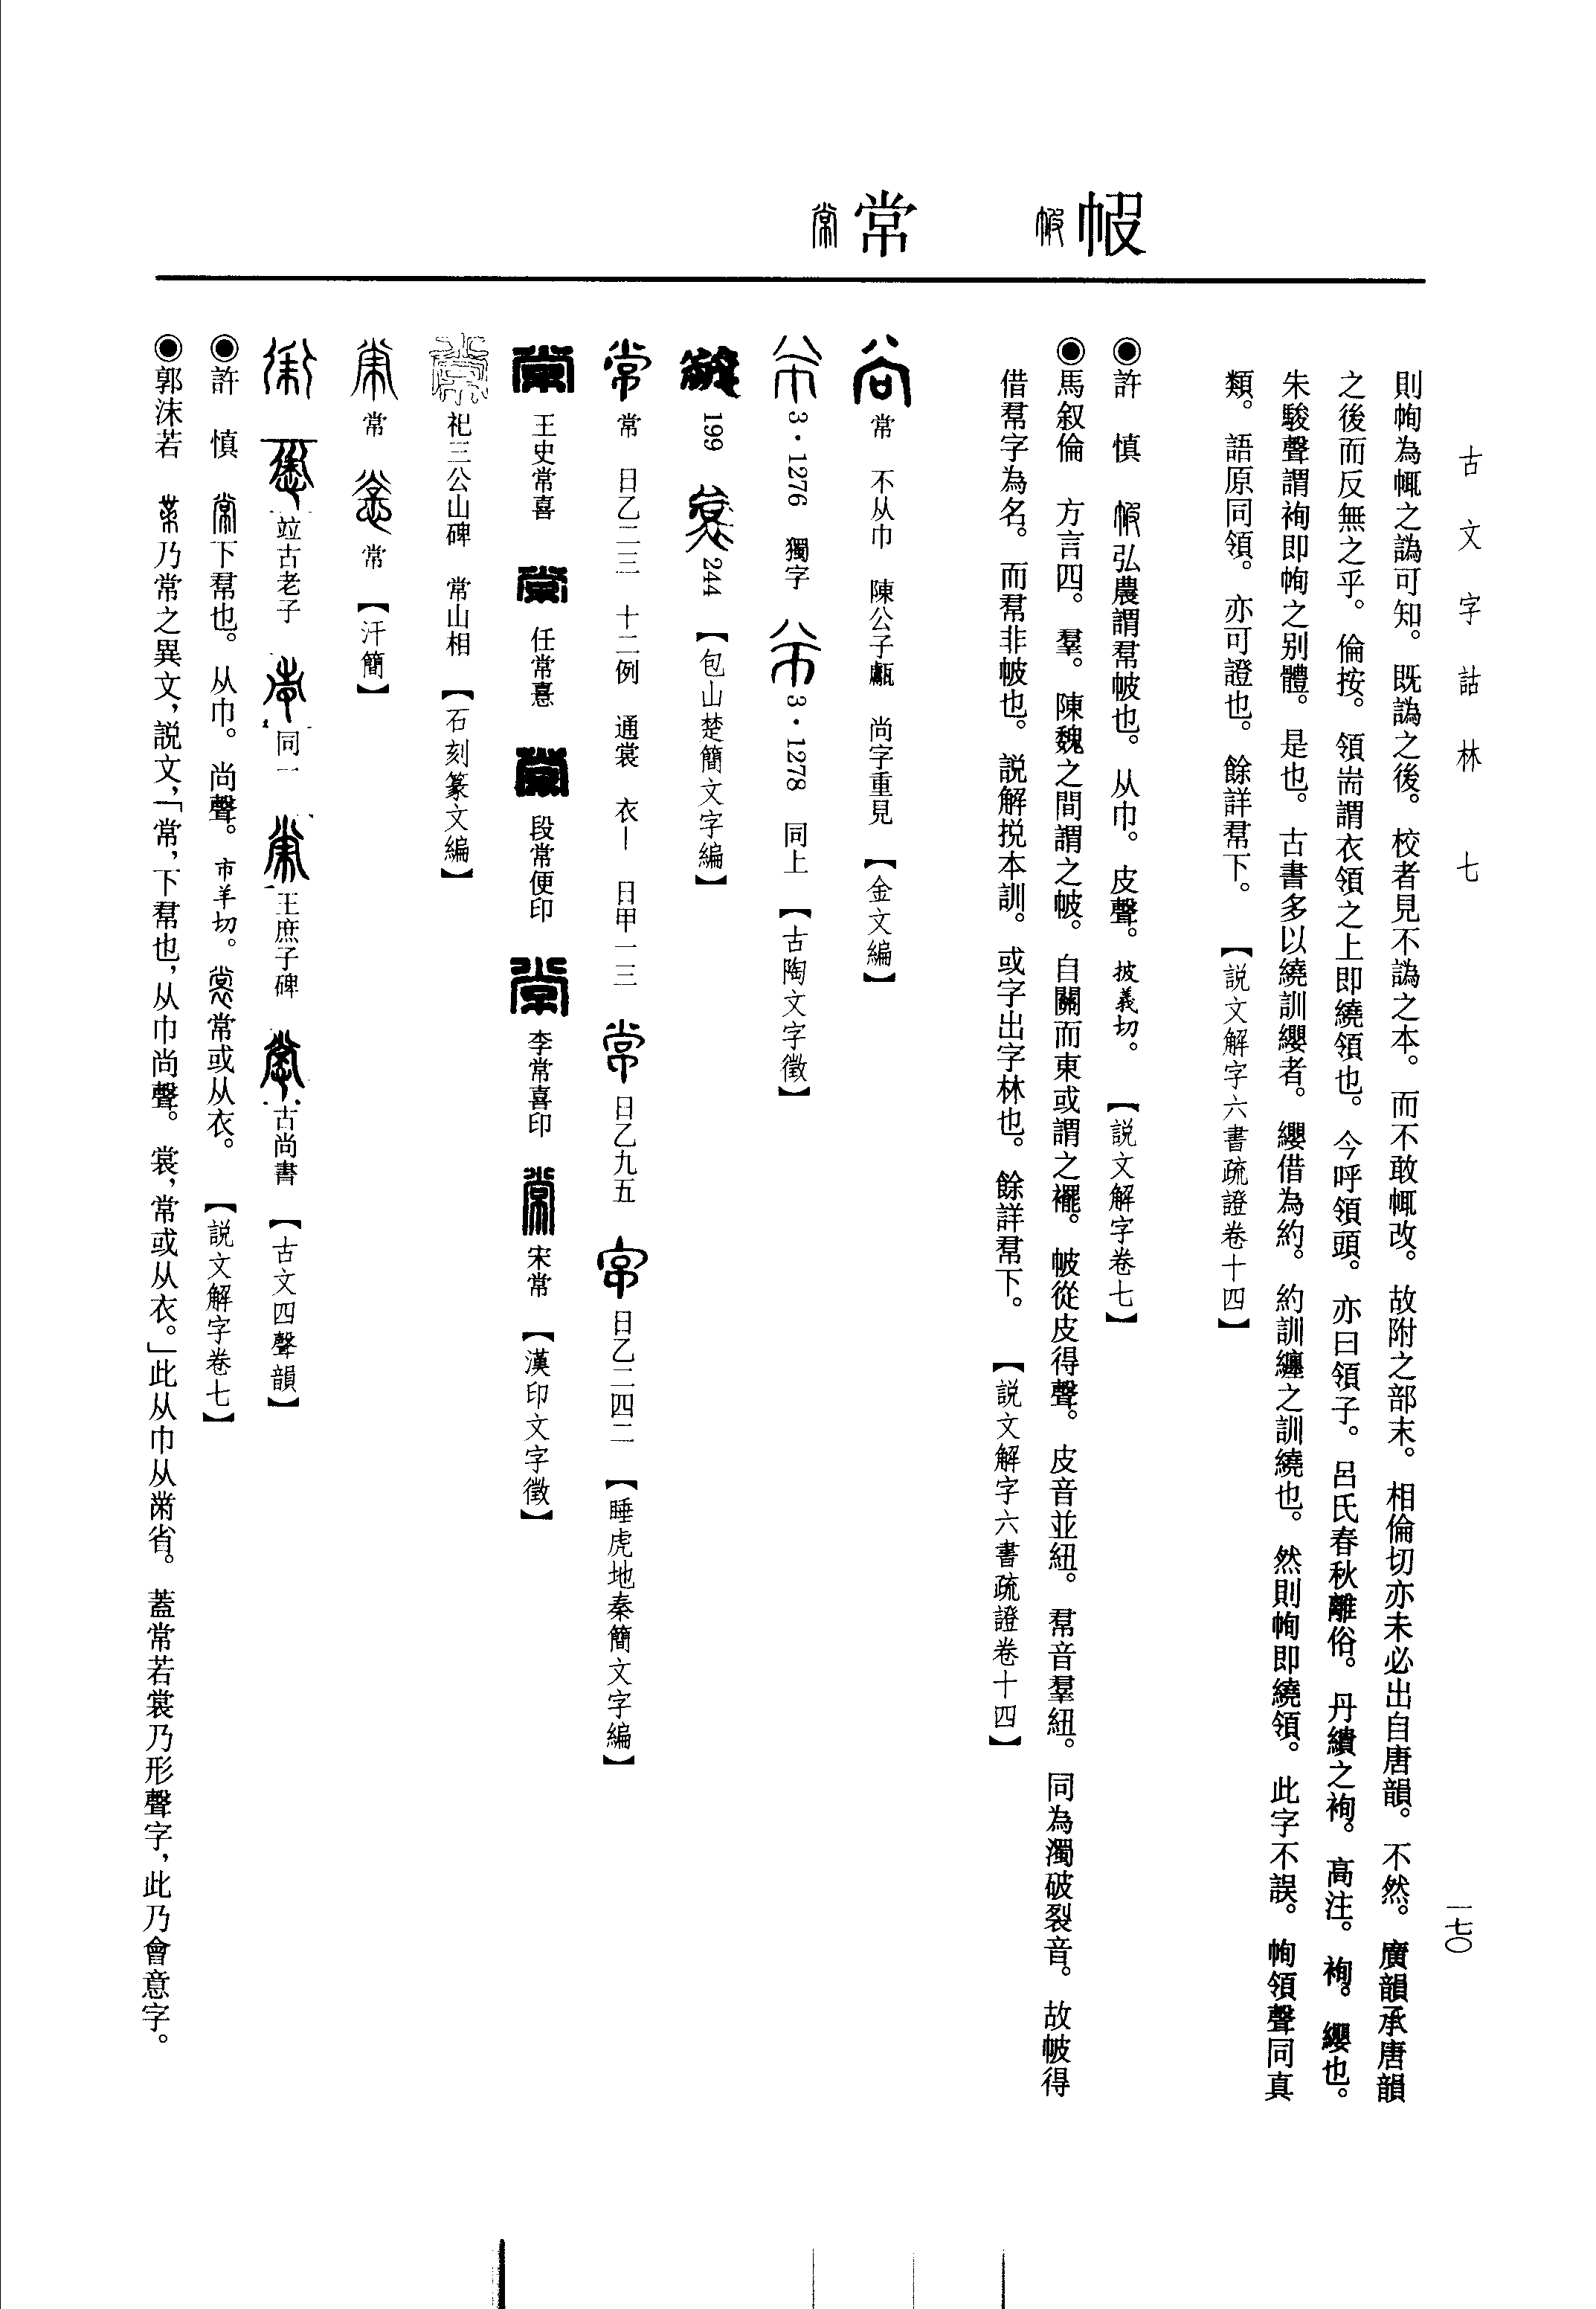 古文字詁林　七
一七〇
帔
常
則帕為㡋之譌可知。既譌之後。校者見不譌之本。而不敢輒改。故附之部末。相倫切亦未必出自唐韻。不然。廣韻承唐韻
之後而反無之乎。倫按。領耑謂衣領之上即繞領也。今呼領頭。亦曰領子。呂氏春秋離俗。丹繢之袧。高注。袧。纓也。
朱駿聲謂袧即帕之别體。是也。古書多以繞訓纓者。纓借為約。約訓纏之訓繞也。然則帕即繞領。此字不誤。帕領聲同真
類。語原同領。亦可證也。餘詳帬下。　【説文解字六書疏證卷十四】
◉許　慎　弘農謂帬帔也。从巾。皮聲。披義切。　【説文解字卷七】
◉馬叙倫　方言四。羣。陳魏之間謂之帔。自關而東或謂之襬。帔從皮得聲。皮音並紐。帬音羣紐。同為濁破裂音。故帔得
借帬字為名。而帬非帔也。説解挩本訓。或字出字林也。餘詳帬下。　【説文解字六書疏證卷十四】
常　不从巾　陳公子甗　尚字重見　【金文編】
3・1276　獨字　3・1278　同上　【古陶文字徵】
199　244　【包山楚簡文字編】
常　日乙二三　十二例　通裳　衣—　日甲一三　日乙九五　日乙二四二　【睡虎地秦簡文字編】
王史常喜　任常憙　段常便印　李常喜印　宋常　【漢印文字徵】
祀三公山碑　常山相　【石刻篆文編】
常　常　【汗簡】
竝古老子　同一　王庶子碑　古尚書　【古文四聲韻】
◉許　慎　下帬也。从巾。尚聲。市羊切。常或从衣。　【説文解字卷七】
◉郭沫若　乃常之異文，説文，「常，下帬也，从巾尚聲。裳，常或从衣。」此从巾从黹省。蓋常若裳乃形聲字，此乃會意字。